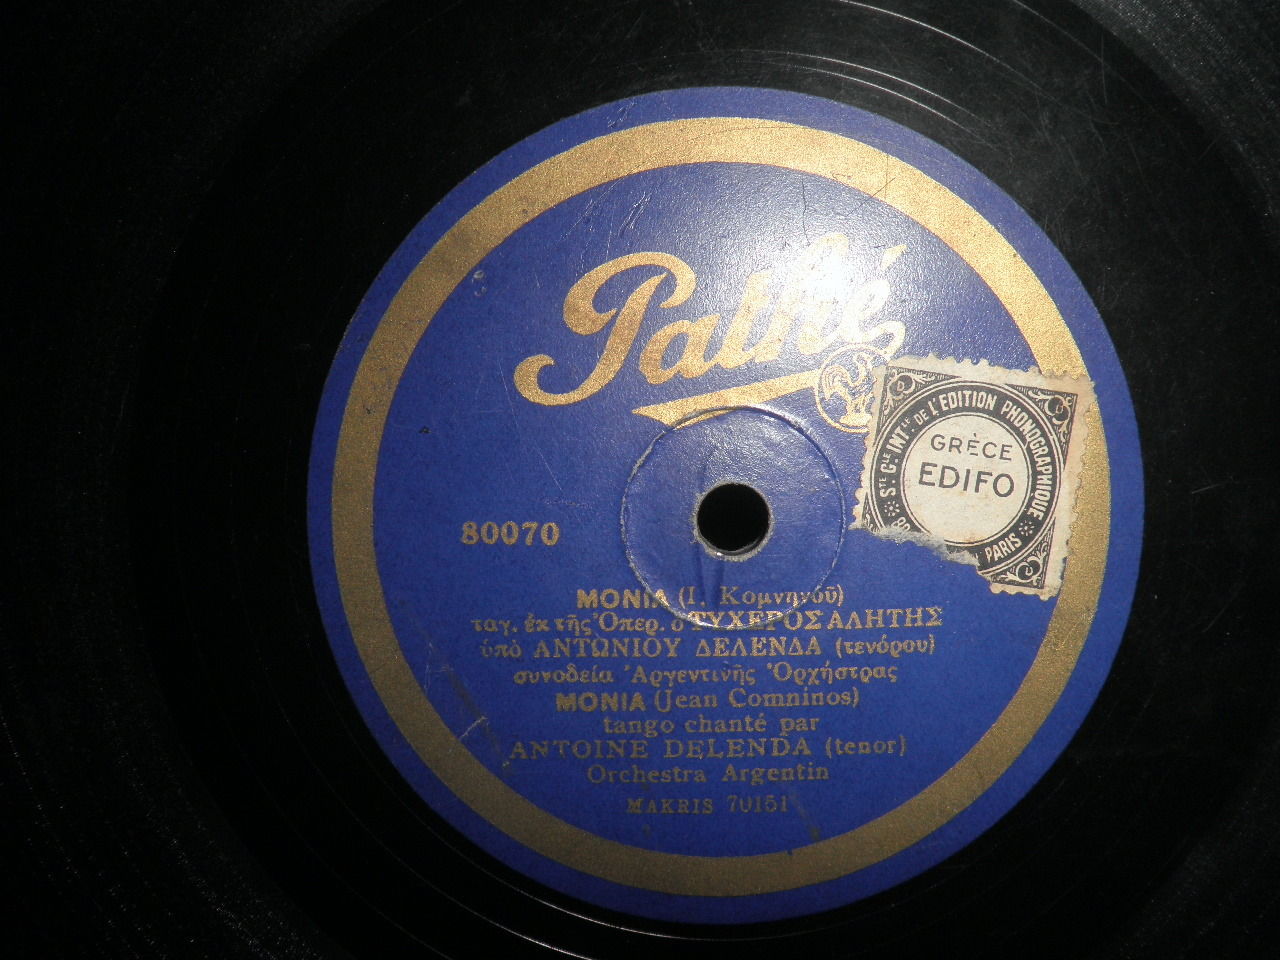 Pathé
STE GLE INTLE DE L'EDITION PHONOGRAPHIQUE
PARIS
GRÈCE
EDIFO
80070
ΜΟΝΙΑ (Ι. Κομνηνοῦ)
ταγ. ἐκ τῆς Ὀπερ. ὁ ΤΥΧΕΡΟΣ ΑΛΗΤΗΣ
ὑπὸ ΑΝΤΩΝΙΟΥ ΔΕΛΕΝΔΑ (τενόρου)
συνοδεία Ἀργεντινῆς Ὀρχήστρας
MONIA (Jean Comninos)
tango chanté par
ANTOINE DELENDA (tenor)
Orchestra Argentin
MAKRIS 70151